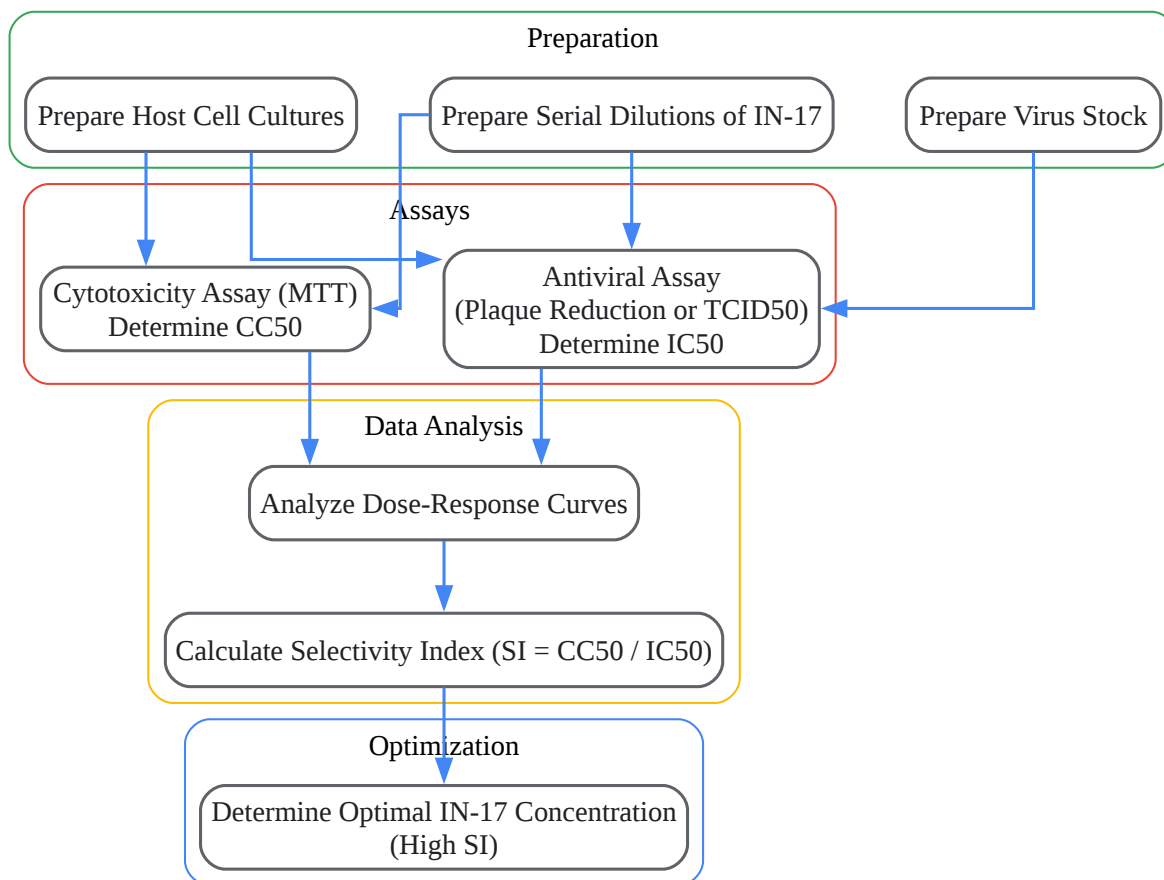 Preparation
Prepare Host Cell Cultures
Prepare Serial Dilutions of IN-17
Prepare Virus Stock
Assays
Cytotoxicity Assay (MTT)
Determine CC50
Antiviral Assay
(Plaque Reduction or TCID50)
Determine IC50
Data Analysis
Analyze Dose-Response Curves
Calculate Selectivity Index (SI = CC50 / IC50)
Optimization
Determine Optimal IN-17 Concentration
(High SI)